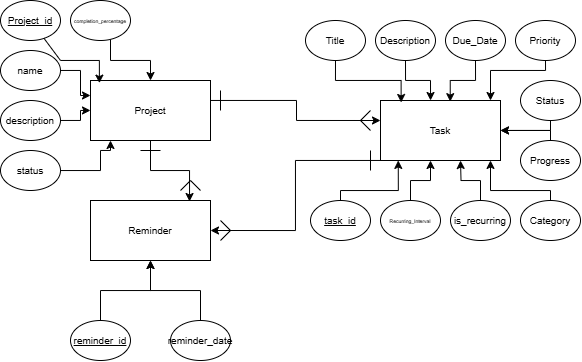 Project_id
completion_percentage
Title
Description
Due_Date
Priority
name
Status
description
Project
Task
status
Progress
Reminder
task_id
Recurring_Interval
is_recurring
Category
reminder_id
reminder_date